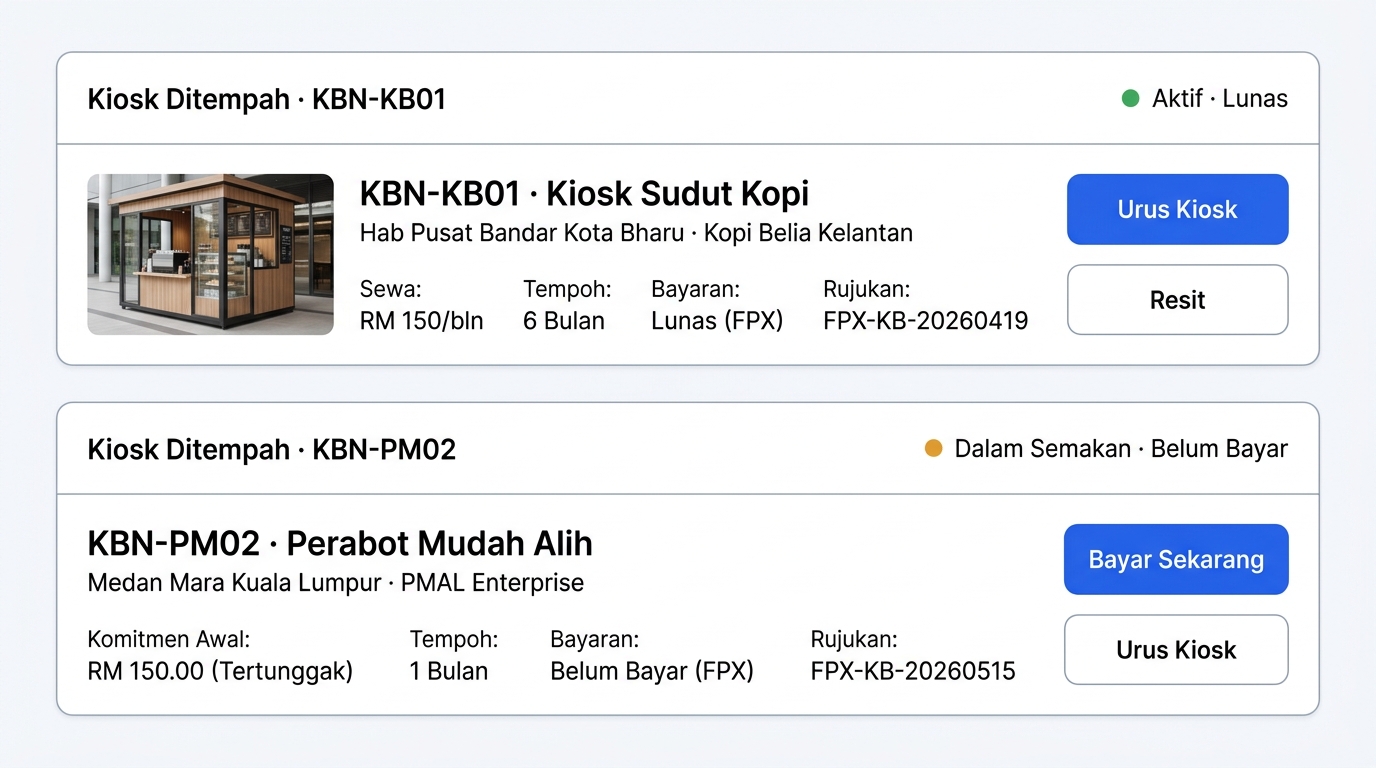 Kiosk Ditempah · KBN-KB01
Aktif · Lunas
KBN-KB01 · Kiosk Sudut Kopi
Hab Pusat Bandar Kota Bharu · Kopi Belia Kelantan
Sewa: Tempoh: Bayaran: Rujukan:
RM 150/bln 6 Bulan Lunas (FPX) FPX-KB-20260419
Urus Kiosk
Resit
Kiosk Ditempah · KBN-PM02
Dalam Semakan · Belum Bayar
KBN-PM02 · Perabot Mudah Alih
Medan Mara Kuala Lumpur · PMAL Enterprise
Komitmen Awal: Tempoh: Bayaran: Rujukan:
RM 150.00 (Tertunggak) 1 Bulan Belum Bayar (FPX) FPX-KB-20260515
Bayar Sekarang
Urus Kiosk